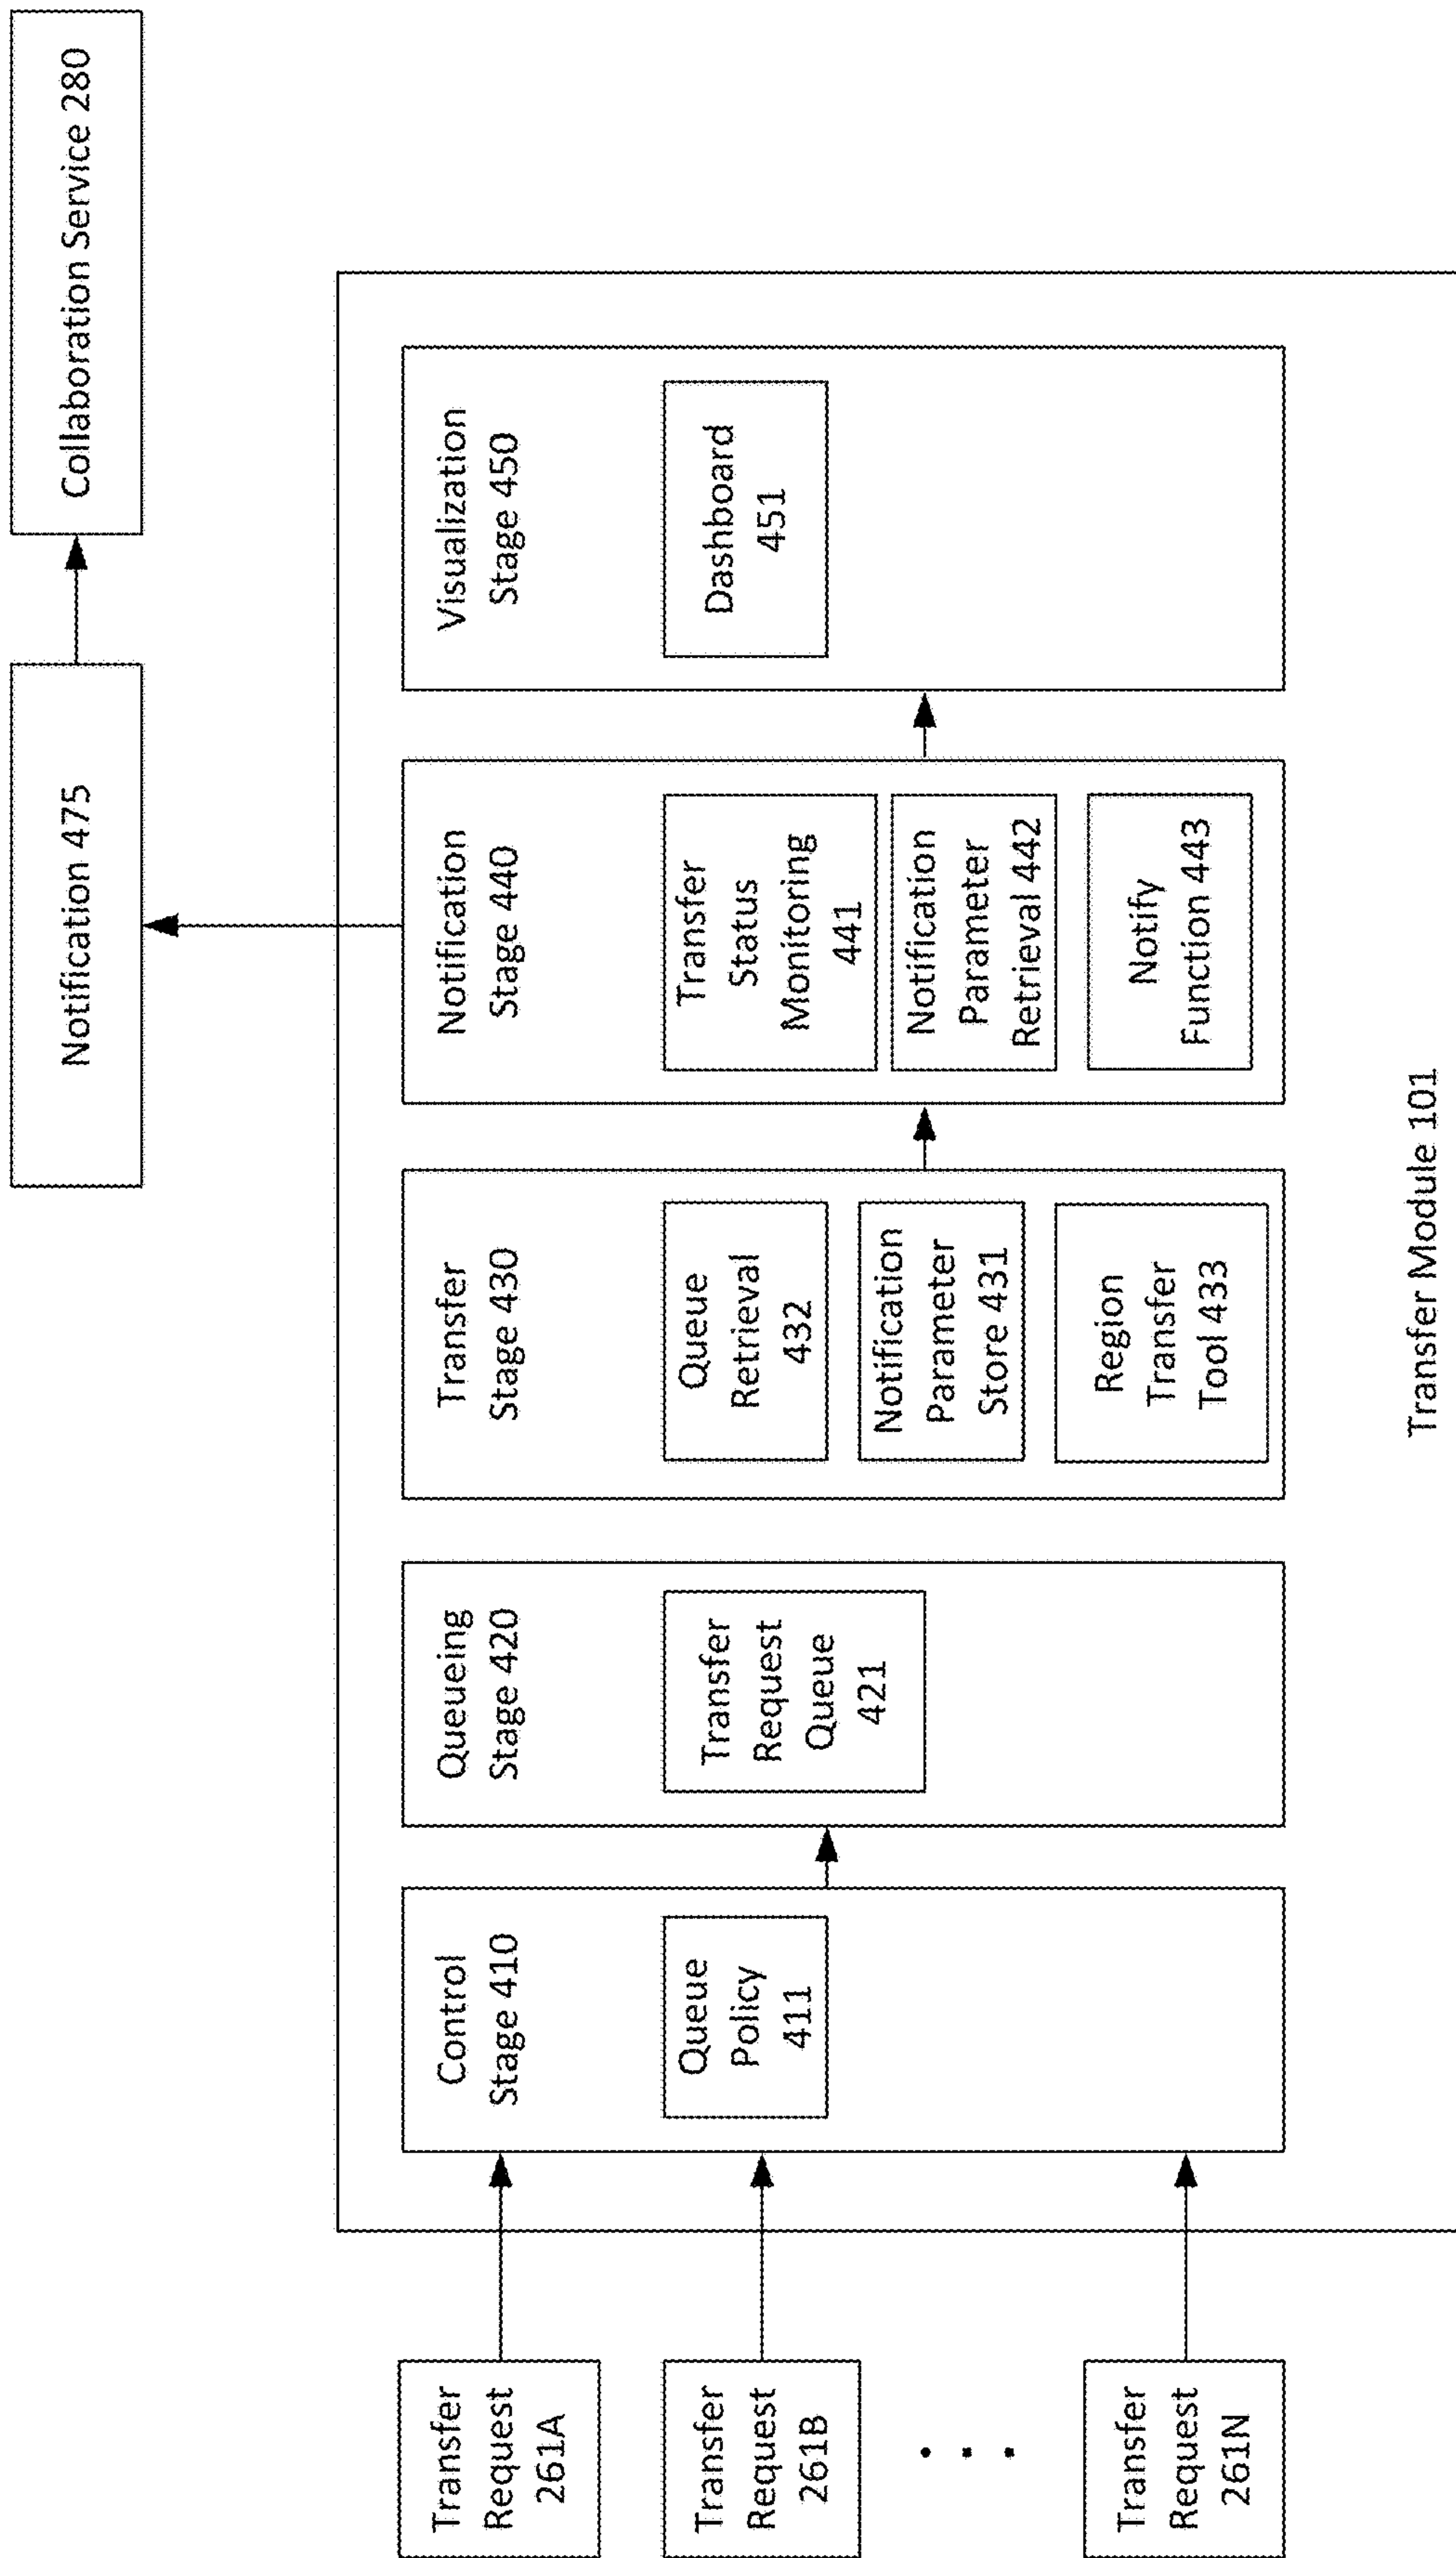 Notification 475
Collaboration Service 280
Transfer
Request
261A
Transfer
Request
261B
Transfer
Request
261N
Control
Stage 410
Queue
Policy
411
Queueing
Stage 420
Transfer
Request
Queue
421
Transfer
Stage 430
Queue
Retrieval
432
Notification
Parameter
Store 431
Region
Transfer
Tool 433
Notification
Stage 440
Transfer
Status
Monitoring
441
Notification
Parameter
Retrieval 442
Notify
Function 443
Visualization
Stage 450
Dashboard
451
Transfer Module 101